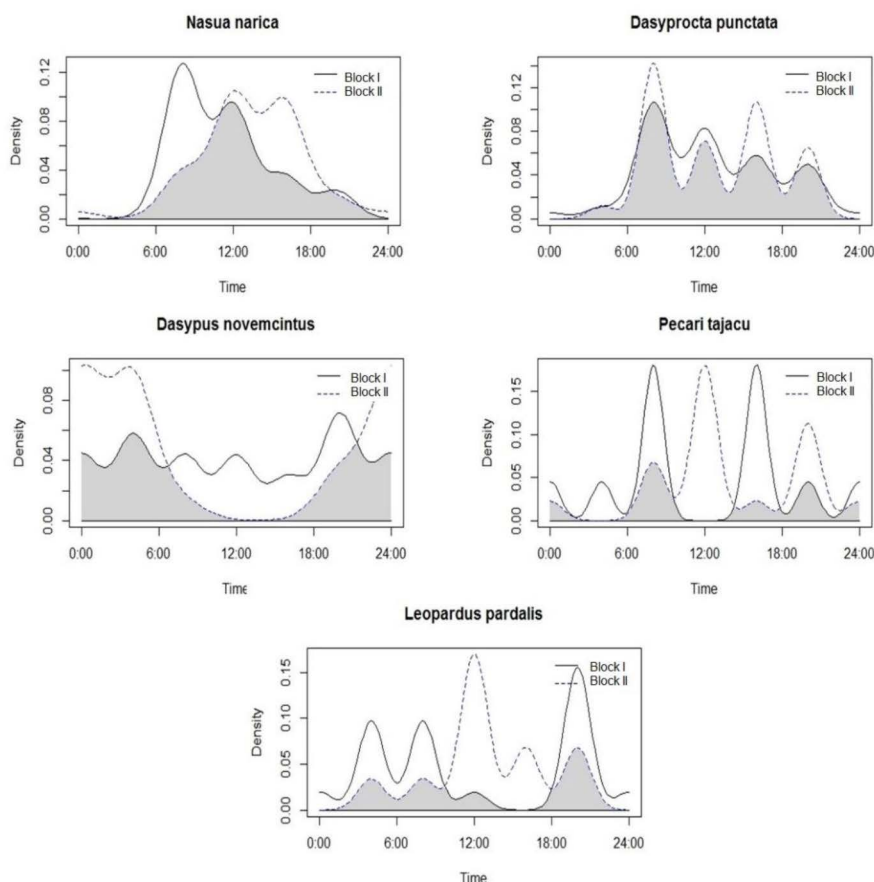 Nasua narica
Density
0.00 0.04 0.08 0.12
Block I
Block II
0:00 6:00 12:00 18:00 24:00
Time
Dasyprocta punctata
Density
0.00 0.04 0.08 0.12
Block I
Block II
0:00 6:00 12:00 18:00 24:00
Time
Dasypus novemcintus
Density
0.00 0.04 0.08
Block I
Block II
0:00 6:00 12:00 18:00 24:00
Time
Pecari tajacu
Density
0.00 0.05 0.10 0.15
Block I
Block II
0:00 6:00 12:00 18:00 24:00
Time
Leopardus pardalis
Density
0.00 0.05 0.10 0.15
Block I
Block II
0:00 6:00 12:00 18:00 24:00
Time